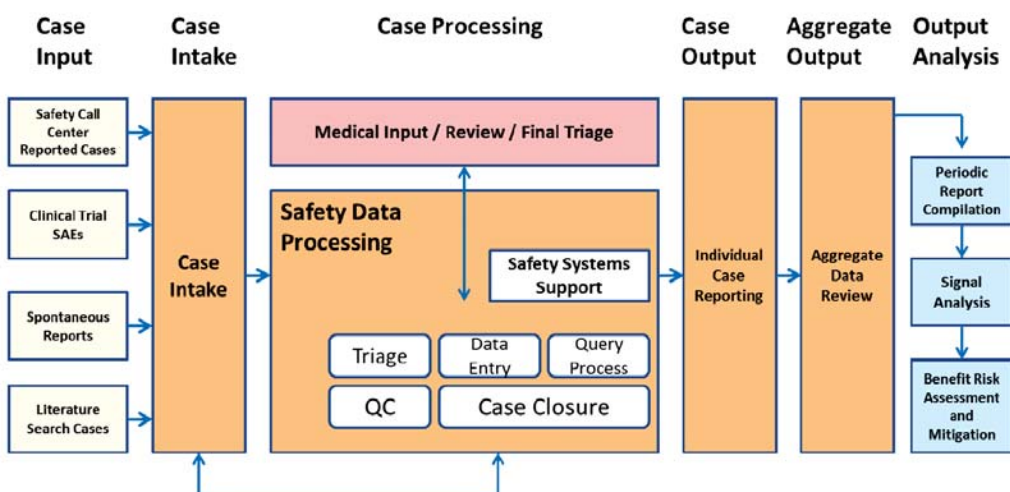 Case
Input
Case
Intake
Case Processing
Case
Output
Aggregate
Output
Output
Analysis
Safety Call
Center
Reported Cases
Clinical Trial
SAEs
Spontaneous
Reports
Literature
Search Cases
Case
Intake
Medical Input / Review / Final Triage
Safety Data
Processing
Safety Systems
Support
Triage
Data
Entry
Query
Process
QC
Case Closure
Individual
Case
Reporting
Aggregate
Data
Review
Periodic
Report
Compilation
Signal
Analysis
Benefit Risk
Assessment
and
Mitigation